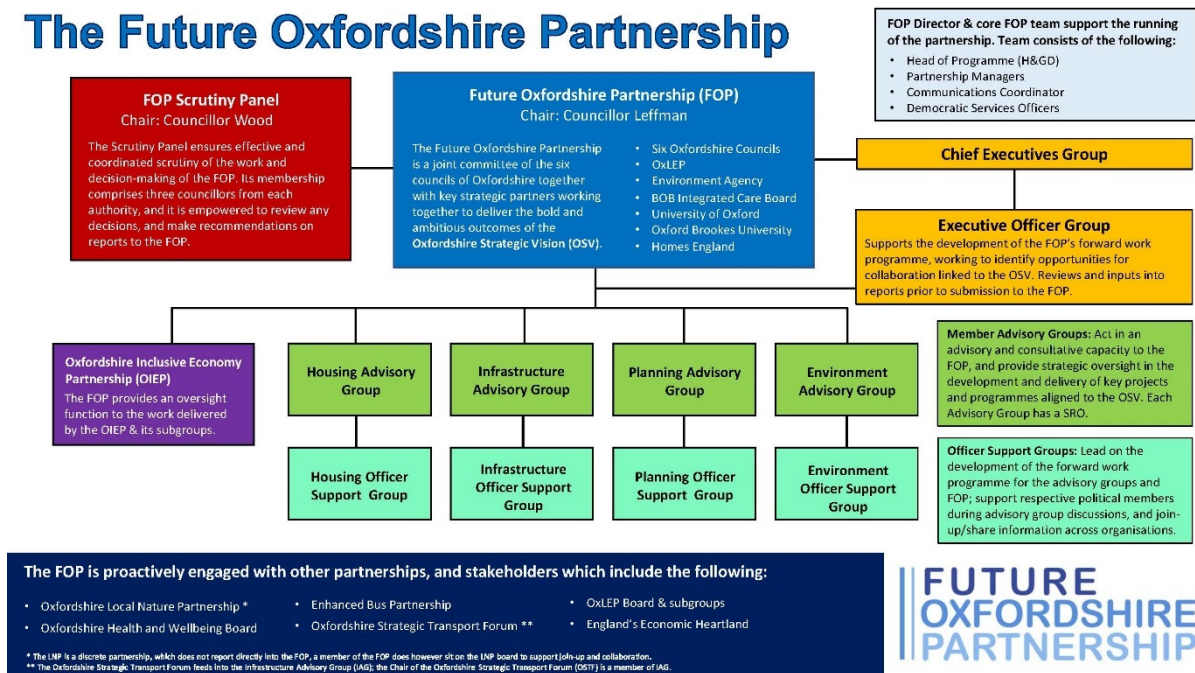 The Future Oxfordshire Partnership
FOP Director & core FOP team support the running
of the partnership. Team consists of the following:
• Head of Programme (H&GD)
• Partnership Managers
• Communications Coordinator
• Democratic Services Officers
FOP Scrutiny Panel
Chair: Councillor Wood
The Scrutiny Panel ensures effective and
coordinated scrutiny of the work and
decision-making of the FOP. Its membership
comprises three councillors from each
authority, and it is empowered to review any
decisions, and make recommendations on
reports to the FOP.
Future Oxfordshire Partnership (FOP)
Chair: Councillor Leffman
The Future Oxfordshire Partnership
is a joint committee of the six
councils of Oxfordshire together
with key strategic partners working
together to deliver the bold and
ambitious outcomes of the
Oxfordshire Strategic Vision (OSV).
• Six Oxfordshire Councils
• OxLEP
• Environment Agency
• BOB Integrated Care Board
• University of Oxford
• Oxford Brookes University
• Homes England
Chief Executives Group
Executive Officer Group
Supports the development of the FOP's forward work
programme, working to identify opportunities for
collaboration linked to the OSV. Reviews and inputs into
reports prior to submission to the FOP.
Oxfordshire Inclusive Economy
Partnership (OIEP)
The FOP provides an oversight
function to the work delivered
by the OIEP & its subgroups.
Housing Advisory
Group
Infrastructure
Advisory Group
Planning Advisory
Group
Environment
Advisory Group
Member Advisory Groups: Act in an
advisory and consultative capacity to the
FOP, and provide strategic oversight in the
development and delivery of key projects
and programmes aligned to the OSV. Each
Advisory Group has a SRO.
Housing Officer
Support Group
Infrastructure
Officer Support
Group
Planning Officer
Support Group
Environment
Officer Support
Group
Officer Support Groups: Lead on the
development of the forward work
programme for the advisory groups and
FOP; support respective political members
during advisory group discussions, and join-
up/share information across organisations.
The FOP is proactively engaged with other partnerships, and stakeholders which include the following:
• Oxfordshire Local Nature Partnership *
• Oxfordshire Health and Wellbeing Board
• Enhanced Bus Partnership
• Oxfordshire Strategic Transport Forum **
• OxLEP Board & subgroups
• England's Economic Heartland
* The LNP is a discrete partnership, which does not report directly into the FOP, a member of the FOP does however sit on the LNP board to support join-up and collaboration.
** The Oxfordshire Strategic Transport Forum feeds into the Infrastructure Advisory Group (IAG); the Chair of the Oxfordshire Strategic Transport Forum (OSTF) is a member of IAG.
FUTURE
OXFORDSHIRE
PARTNERSHIP